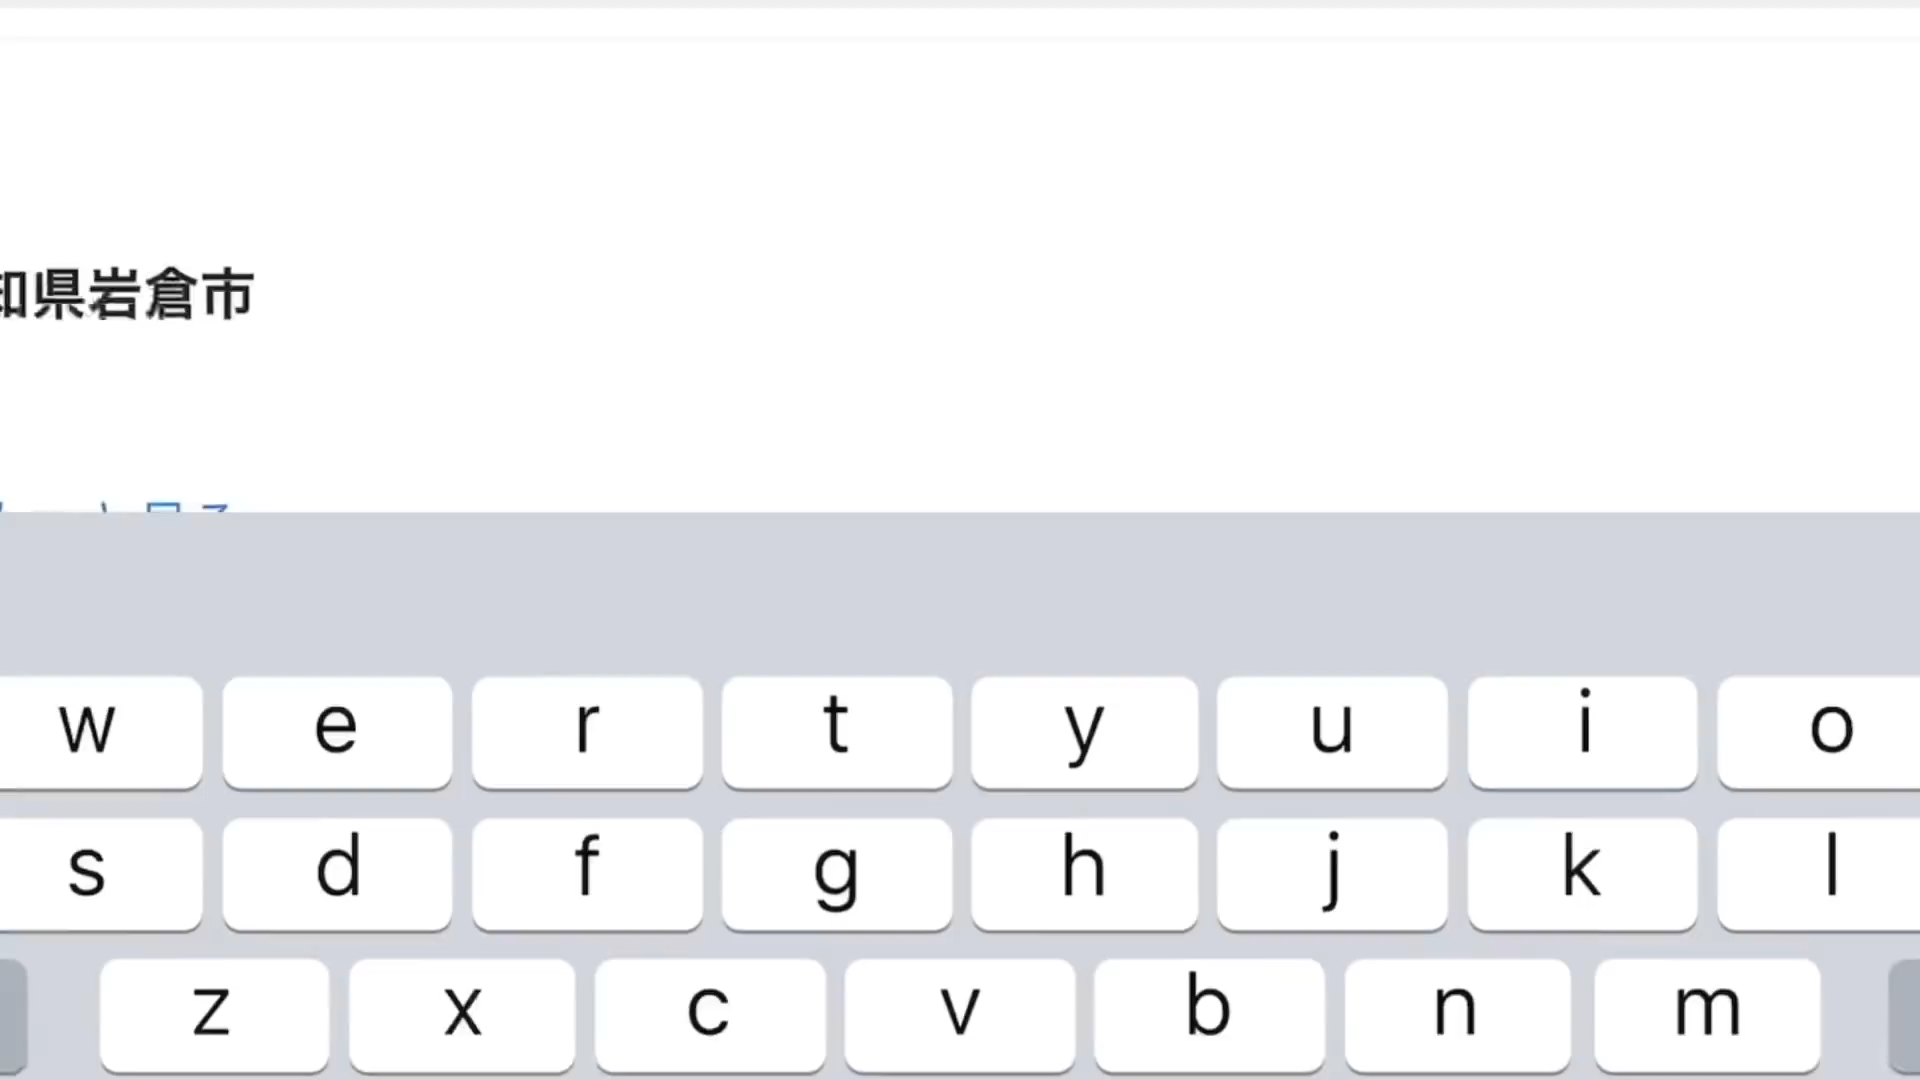 知県岩倉市
w e r t y u i o
s d f g h j k l
z x c v b n m